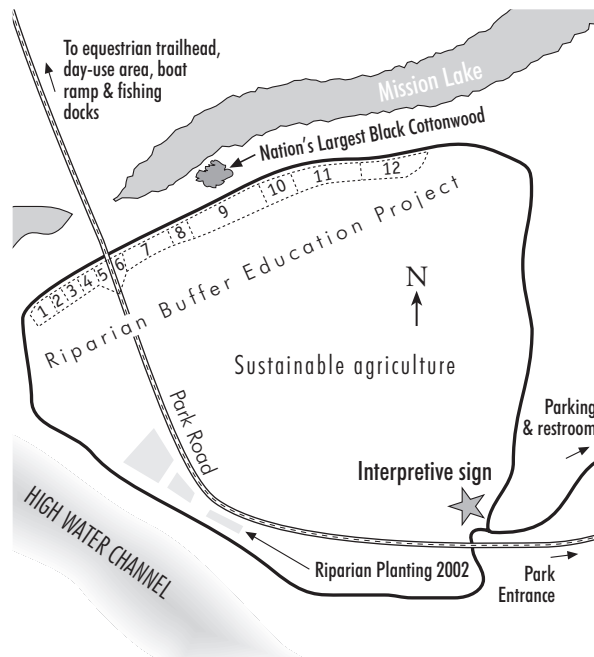 To equestrian trailhead,
day-use area, boat
ramp & fishing
docks
Mission Lake
Nation's Largest Black Cottonwood
1 2 3 4 5 6 7 8 9 10 11 12
Riparian Buffer Education Project
N
Sustainable agriculture
Park Road
Parking
& restroom
Interpretive sign
HIGH WATER CHANNEL
Riparian Planting 2002
Park
Entrance